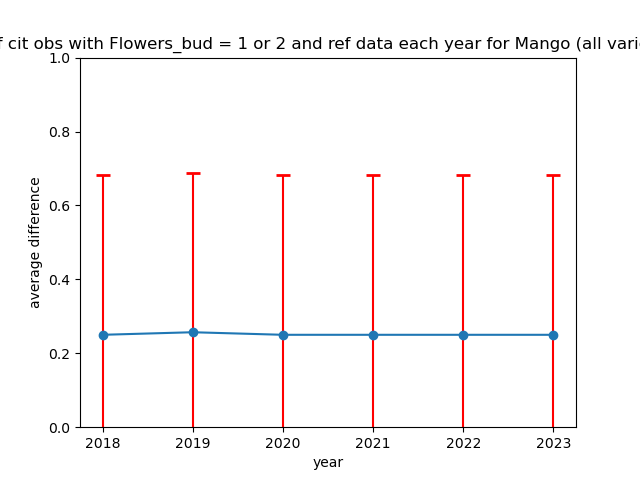 cit obs with Flowers_bud = 1 or 2 and ref data each year for Mango (all
1.0
0.8
0.6
0.4
0.2
0.0
average difference
2018 2019 2020 2021 2022 2023
year